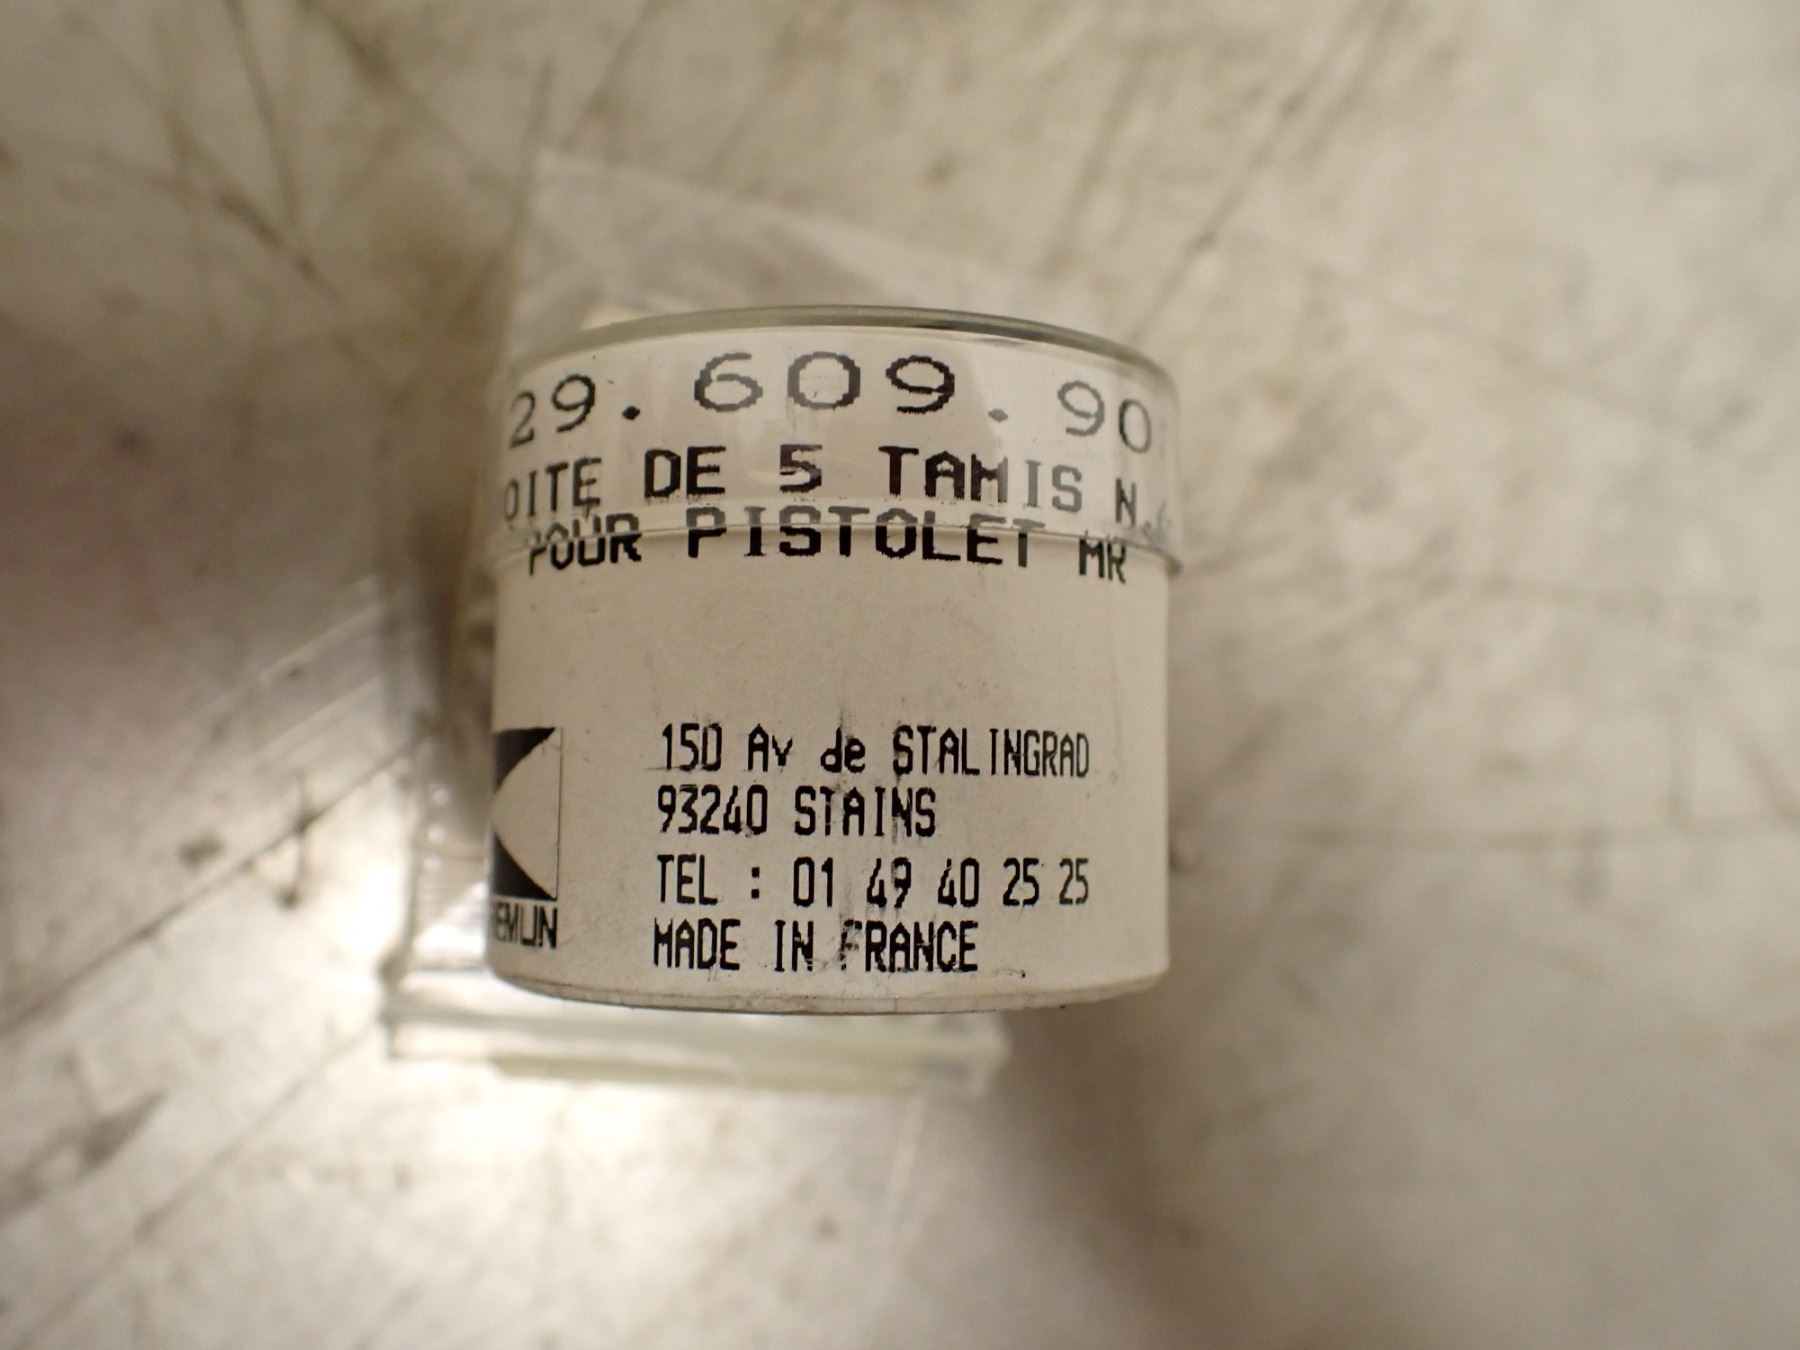 29.609.90
OITE DE 5 TAMIS N.
POUR PISTOLET MR
150 Av de STALINGRAD
93240 STAINS
TEL : 01 49 40 25 25
MADE IN FRANCE
EMLIN